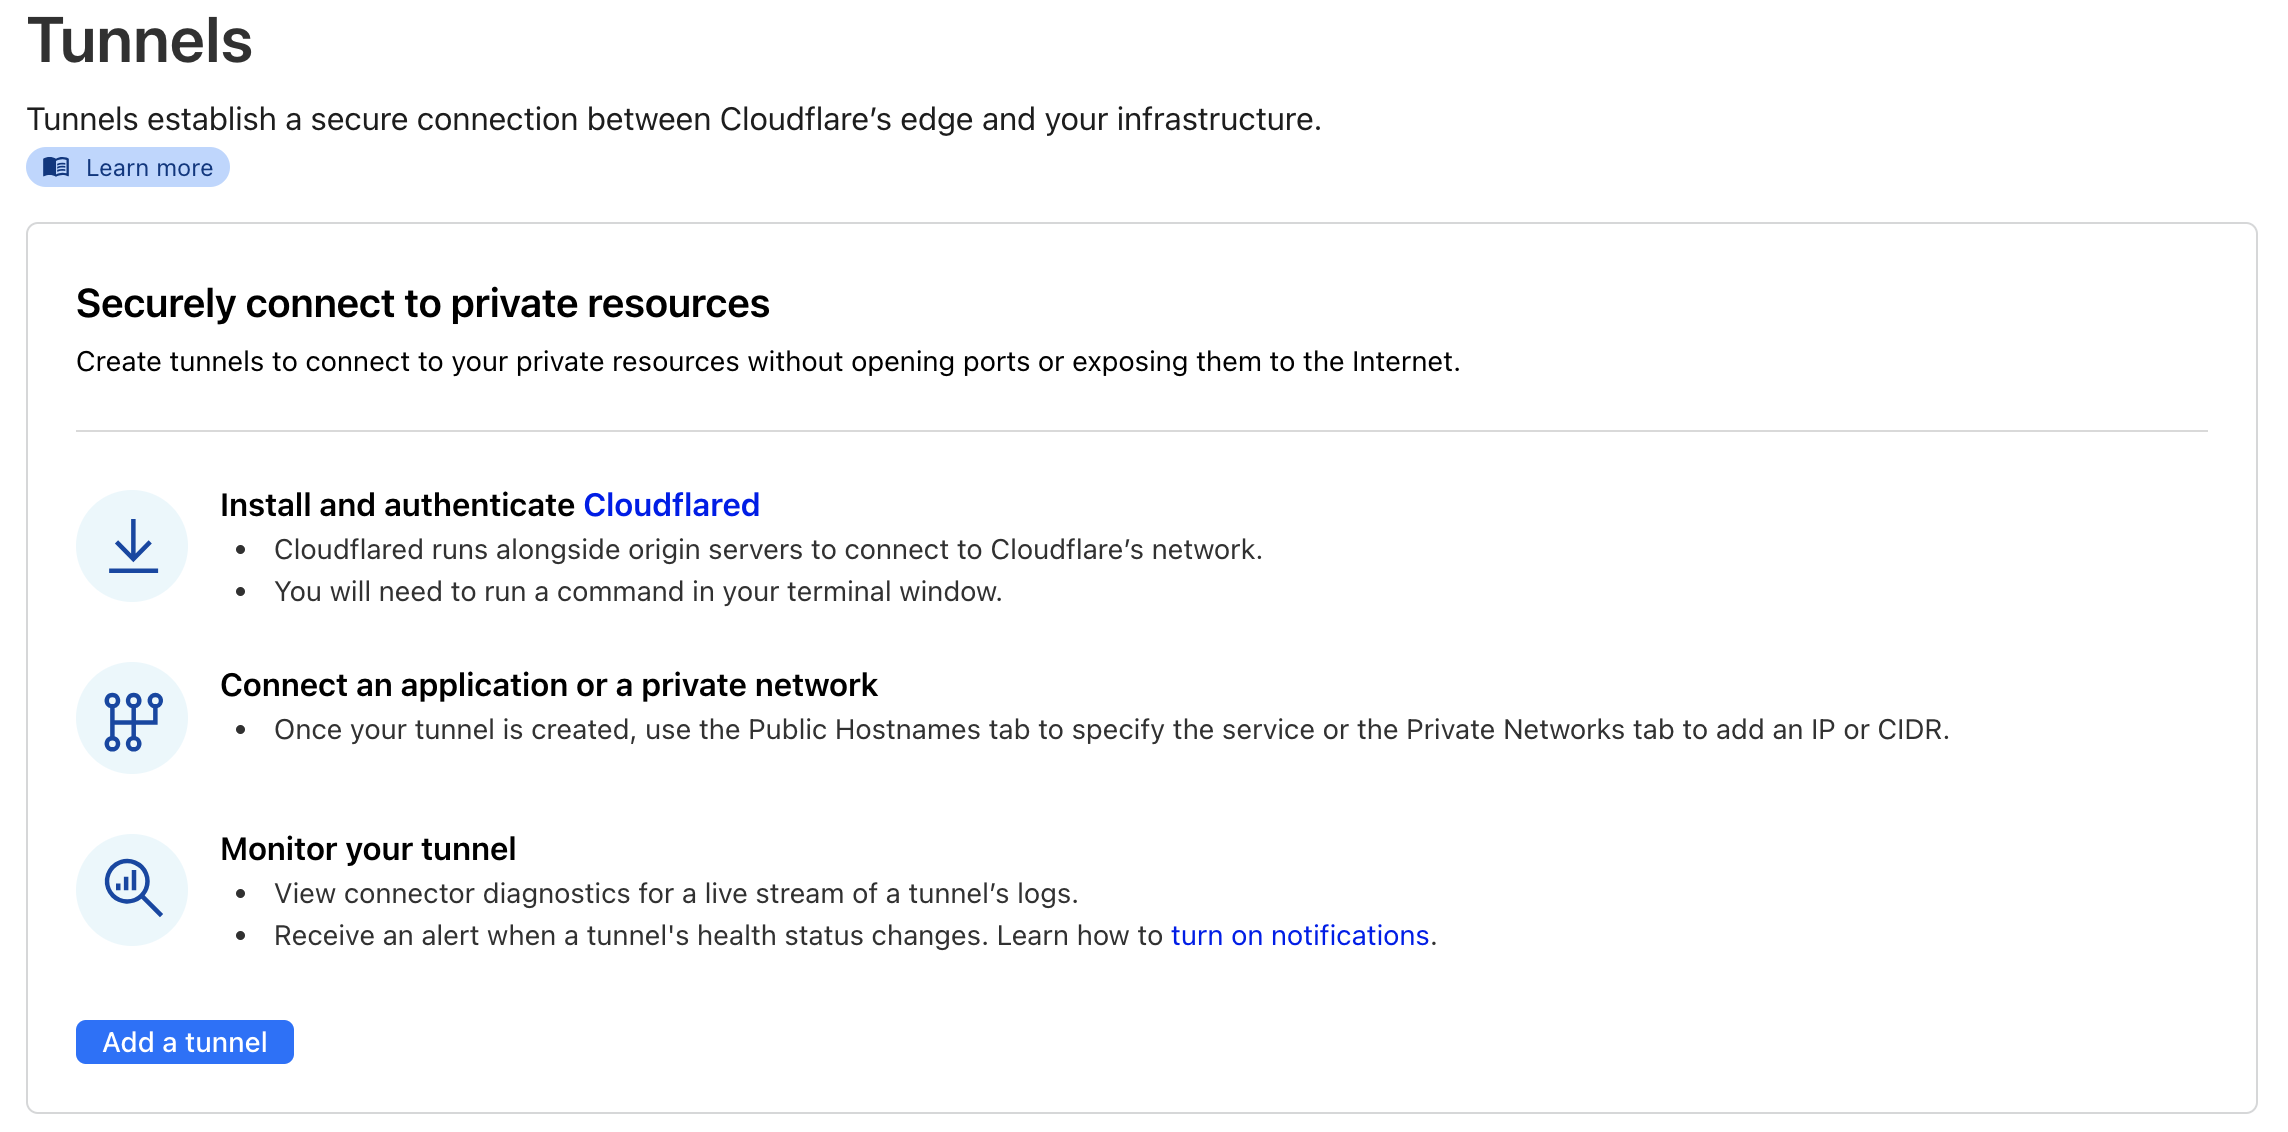 Tunnels
Tunnels establish a secure connection between Cloudflare’s edge and your infrastructure.
Learn more
Securely connect to private resources
Create tunnels to connect to your private resources without opening ports or exposing them to the Internet.
Install and authenticate Cloudflared
• Cloudflared runs alongside origin servers to connect to Cloudflare’s network.
• You will need to run a command in your terminal window.
Connect an application or a private network
• Once your tunnel is created, use the Public Hostnames tab to specify the service or the Private Networks tab to add an IP or CIDR.
Monitor your tunnel
• View connector diagnostics for a live stream of a tunnel’s logs.
• Receive an alert when a tunnel's health status changes. Learn how to turn on notifications.
Add a tunnel